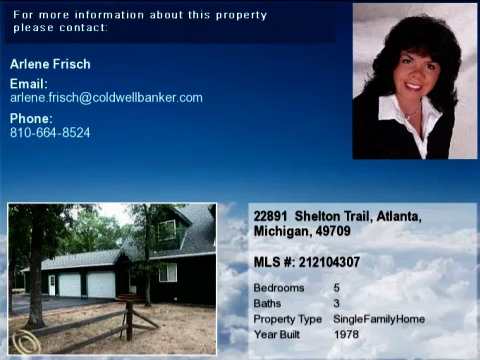 For more information about this property
please contact:
Arlene Frisch
Email:
arlene.frisch@coldwellbanker.com
Phone:
810-664-8524
22891 Shelton Trail, Atlanta,
Michigan, 49709
MLS #: 212104307
Bedrooms 5
Baths 3
Property Type SingleFamilyHome
Year Built 1978